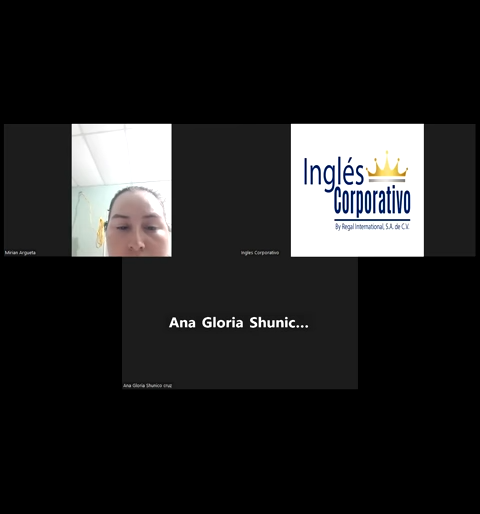 Inglés
Corporativo
By Regal International, S.A. de C.V.
Mirian Argueta
Ingles Corporativo
Ana Gloria Shunic...
Ana Gloria Shunico cruz